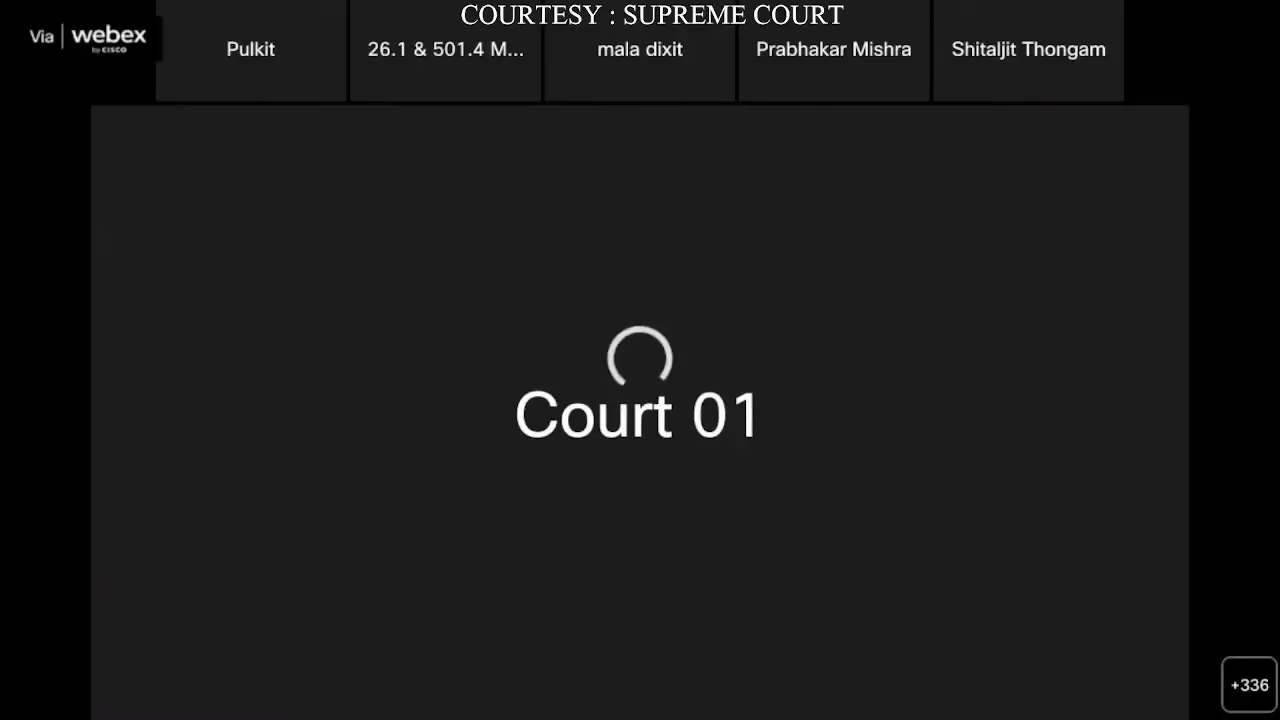 COURTESY : SUPREME COURT
Via | webex
by CISCO
Pulkit
26.1 & 501.4 M...
mala dixit
Prabhakar Mishra
Shitaljit Thongam
Court 01
+336